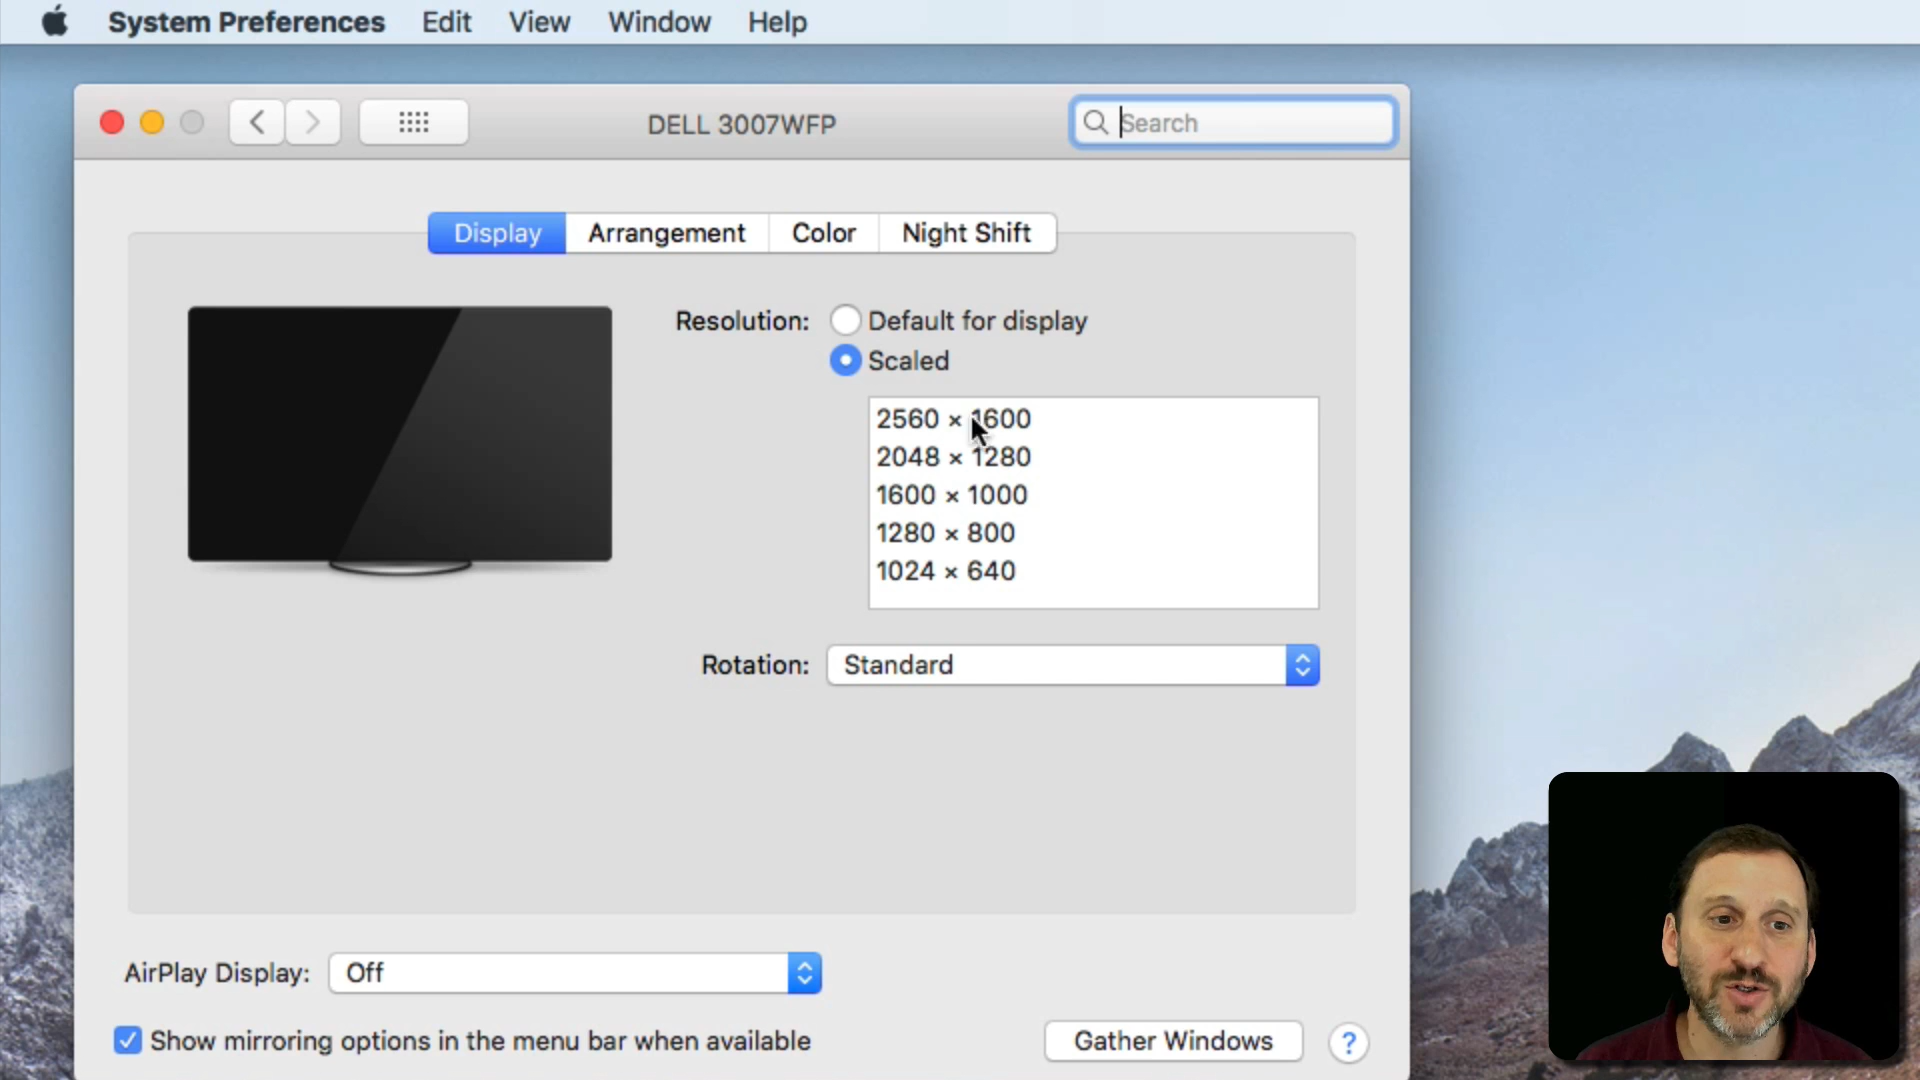 System Preferences Edit View Window Help
DELL 3007WFP
Search
Display Arrangement Color Night Shift
Resolution: Default for display
Scaled
2560 × 1600
2048 × 1280
1600 × 1000
1280 × 800
1024 × 640
Rotation: Standard
AirPlay Display: Off
Show mirroring options in the menu bar when available
Gather Windows ?